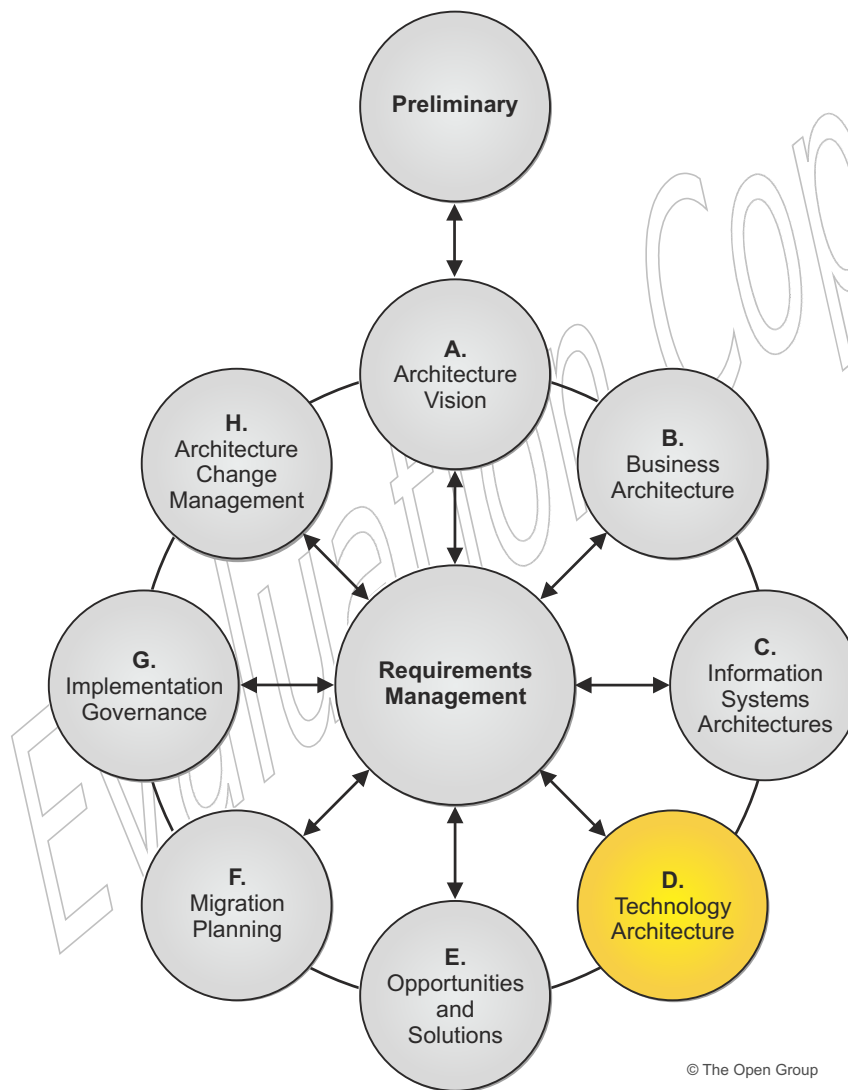 Preliminary
A.
Architecture
Vision
H.
Architecture
Change
Management
B.
Business
Architecture
G.
Implementation
Governance
Requirements
Management
C.
Information
Systems
Architectures
F.
Migration
Planning
D.
Technology
Architecture
E.
Opportunities
and
Solutions
© The Open Group
Evaluation Cop